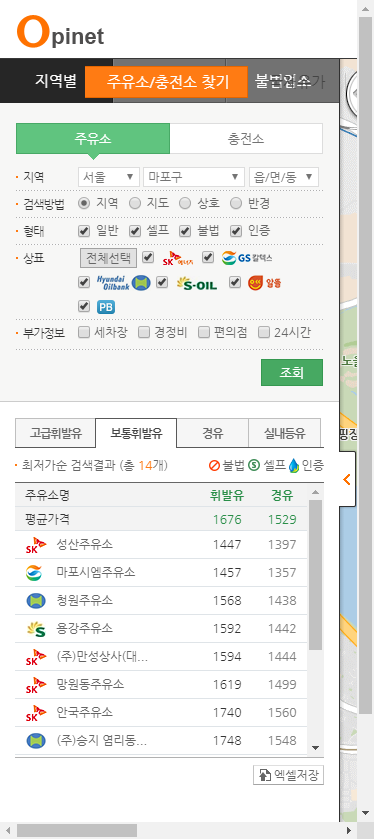 Opinet
지역별 주유소/충전소 찾기 불법업소
주유소 충전소
지역 서울 마포구 읍/면/동
검색방법 지역 지도 상호 반경
형태 일반 셀프 불법 인증
상표 전체선택 SK에너지 GS칼텍스
Hyundai Oilbank S-OIL 알뜰
PB
부가정보 세차장 경정비 편의점 24시간
조회
고급휘발유 보통휘발유 경유 실내등유
최저가순 검색결과 (총 14개) 불법 셀프 인증
주유소명 휘발유 경유
평균가격 1676 1529
SK 성산주유소 1447 1397
마포시엠주유소 1457 1357
청원주유소 1568 1438
용강주유소 1592 1442
SK (주)만성상사(대... 1594 1444
SK 망원동주유소 1619 1499
SK 안국주유소 1740 1560
(주)승지 염리동... 1748 1548
엑셀저장